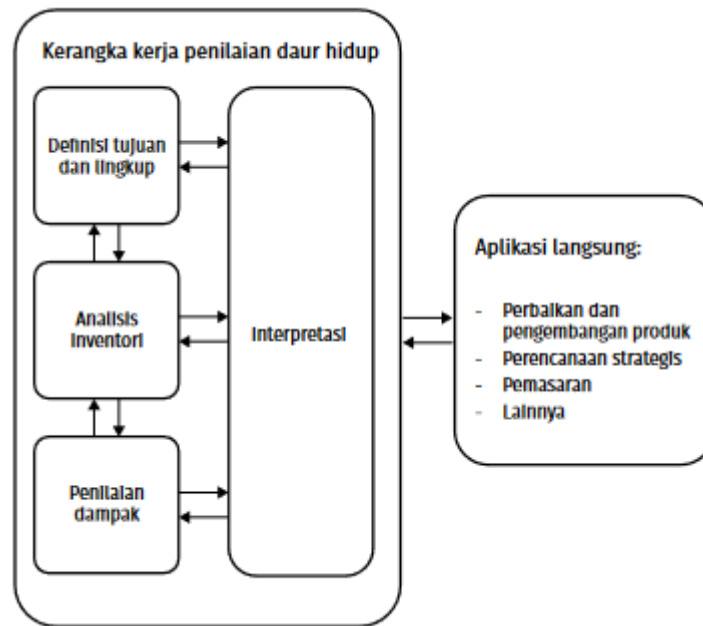 Kerangka kerja penilaian daur hidup
Definisi tujuan
dan lingkup
Analisis
inventori
Penilaian
dampak
Interpretasi
Aplikasi langsung:
- Perbaikan dan
pengembangan produk
- Perencanaan strategis
- Pemasaran
- Lainnya